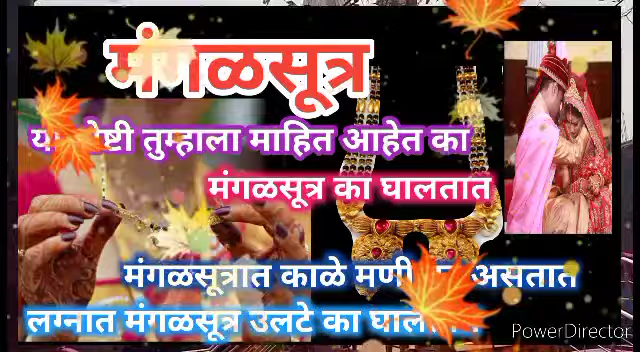 मंगळसूत्र
तुम्हाला माहित आहेत का
मंगळसूत्र का घालतात
मंगळसूत्रात काळे मणी असतात
लग्नात मंगळसूत्र उलटे का
PowerDirector